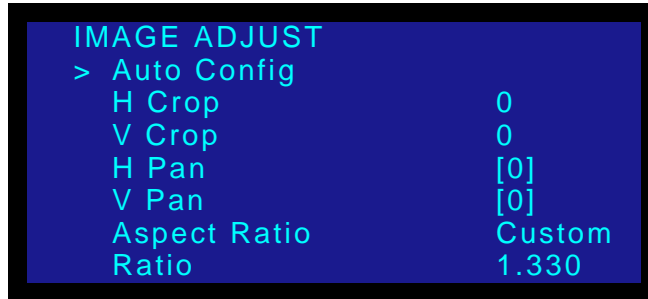 IMAGE ADJUST
> Auto Config
H Crop 0
V Crop 0
H Pan [0]
V Pan [0]
Aspect Ratio Custom
Ratio 1.330